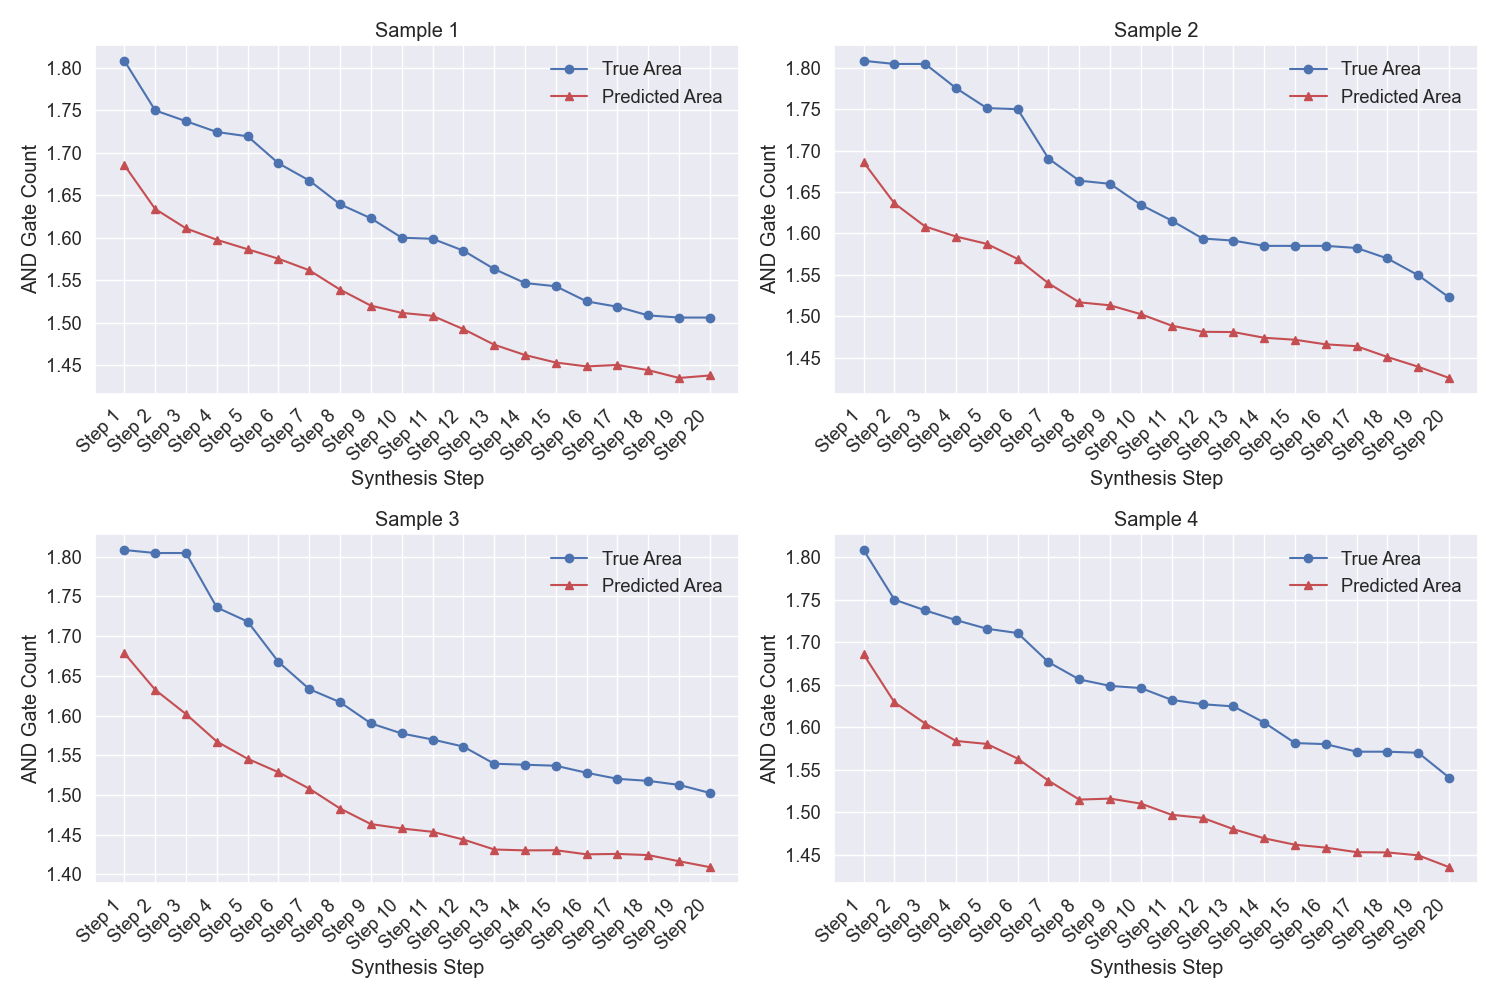 Sample 1
AND Gate Count
1.80
1.75
1.70
1.65
1.60
1.55
1.50
1.45
True Area
Predicted Area
Step 1
Step 2
Step 3
Step 4
Step 5
Step 6
Step 7
Step 8
Step 9
Step 10
Step 11
Step 12
Step 13
Step 14
Step 15
Step 16
Step 17
Step 18
Step 19
Step 20
Synthesis Step
Sample 2
AND Gate Count
1.80
1.75
1.70
1.65
1.60
1.55
1.50
1.45
True Area
Predicted Area
Step 1
Step 2
Step 3
Step 4
Step 5
Step 6
Step 7
Step 8
Step 9
Step 10
Step 11
Step 12
Step 13
Step 14
Step 15
Step 16
Step 17
Step 18
Step 19
Step 20
Synthesis Step
Sample 3
AND Gate Count
1.80
1.75
1.70
1.65
1.60
1.55
1.50
1.45
1.40
True Area
Predicted Area
Step 1
Step 2
Step 3
Step 4
Step 5
Step 6
Step 7
Step 8
Step 9
Step 10
Step 11
Step 12
Step 13
Step 14
Step 15
Step 16
Step 17
Step 18
Step 19
Step 20
Synthesis Step
Sample 4
AND Gate Count
1.80
1.75
1.70
1.65
1.60
1.55
1.50
1.45
True Area
Predicted Area
Step 1
Step 2
Step 3
Step 4
Step 5
Step 6
Step 7
Step 8
Step 9
Step 10
Step 11
Step 12
Step 13
Step 14
Step 15
Step 16
Step 17
Step 18
Step 19
Step 20
Synthesis Step